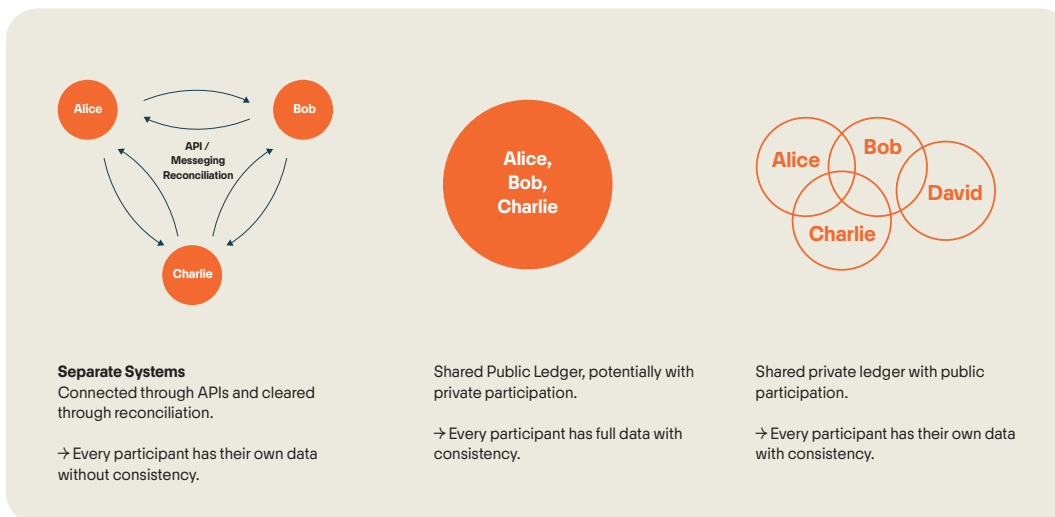 Alice
Bob
API /
Messeging
Reconciliation
Charlie
Alice,
Bob,
Charlie
Alice
Bob
David
Charlie
Separate Systems
Connected through APIs and cleared
through reconciliation.
→ Every participant has their own data
without consistency.
Shared Public Ledger, potentially with
private participation.
→ Every participant has full data with
consistency.
Shared private ledger with public
participation.
→ Every participant has their own data
with consistency.